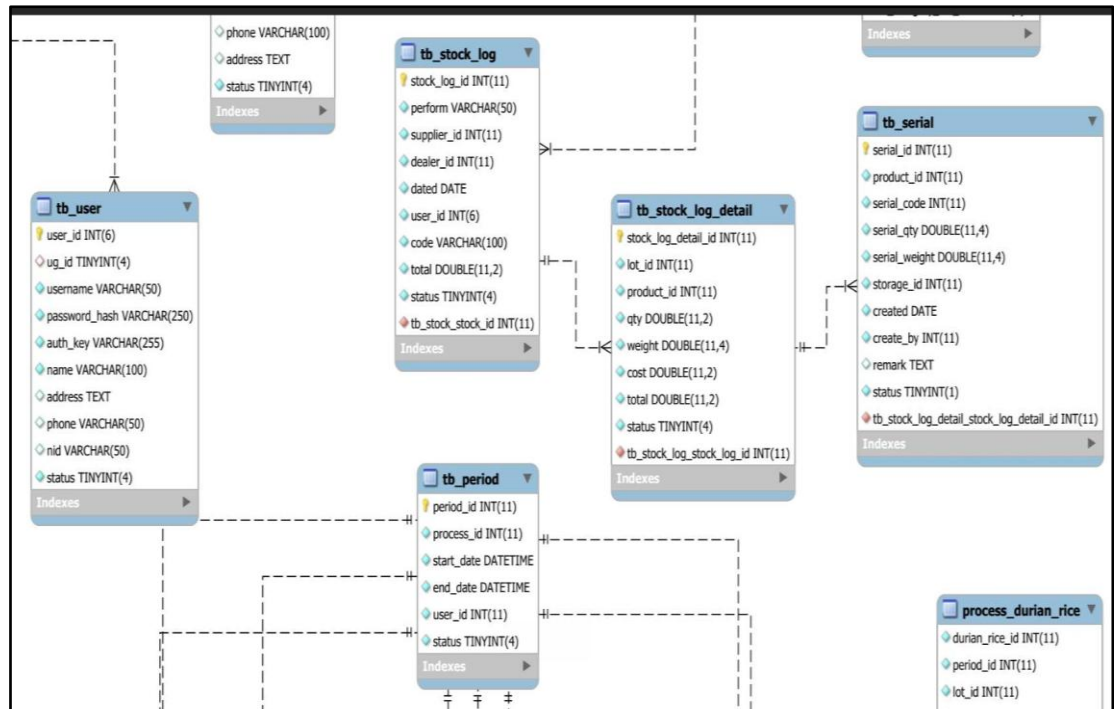 phone VARCHAR(100)
address TEXT
status TINYINT(4)
Indexes
tb_stock_log
stock_log_id INT(11)
perform VARCHAR(50)
supplier_id INT(11)
dealer_id INT(11)
dated DATE
user_id INT(6)
code VARCHAR(100)
total DOUBLE(11,2)
status TINYINT(4)
tb_stock_stock_id INT(11)
Indexes
Indexes
tb_serial
serial_id INT(11)
product_id INT(11)
serial_code INT(11)
serial_qty DOUBLE(11,4)
serial_weight DOUBLE(11,4)
storage_id INT(11)
created DATE
create_by INT(11)
remark TEXT
status TINYINT(1)
tb_stock_log_detail_stock_log_detail_id INT(11)
Indexes
tb_user
user_id INT(6)
ug_id TINYINT(4)
username VARCHAR(50)
password_hash VARCHAR(250)
auth_key VARCHAR(255)
name VARCHAR(100)
address TEXT
phone VARCHAR(50)
nid VARCHAR(50)
status TINYINT(4)
Indexes
tb_stock_log_detail
stock_log_detail_id INT(11)
lot_id INT(11)
product_id INT(11)
qty DOUBLE(11,2)
weight DOUBLE(11,4)
cost DOUBLE(11,2)
total DOUBLE(11,2)
status TINYINT(4)
tb_stock_log_stock_log_id INT(11)
Indexes
tb_period
period_id INT(11)
process_id INT(11)
start_date DATETIME
end_date DATETIME
user_id INT(11)
status TINYINT(4)
Indexes
process_durian_rice
durian_rice_id INT(11)
period_id INT(11)
lot_id INT(11)